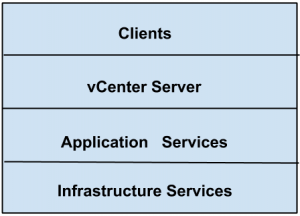 Clients
vCenter Server
Application Services
Infrastructure Services